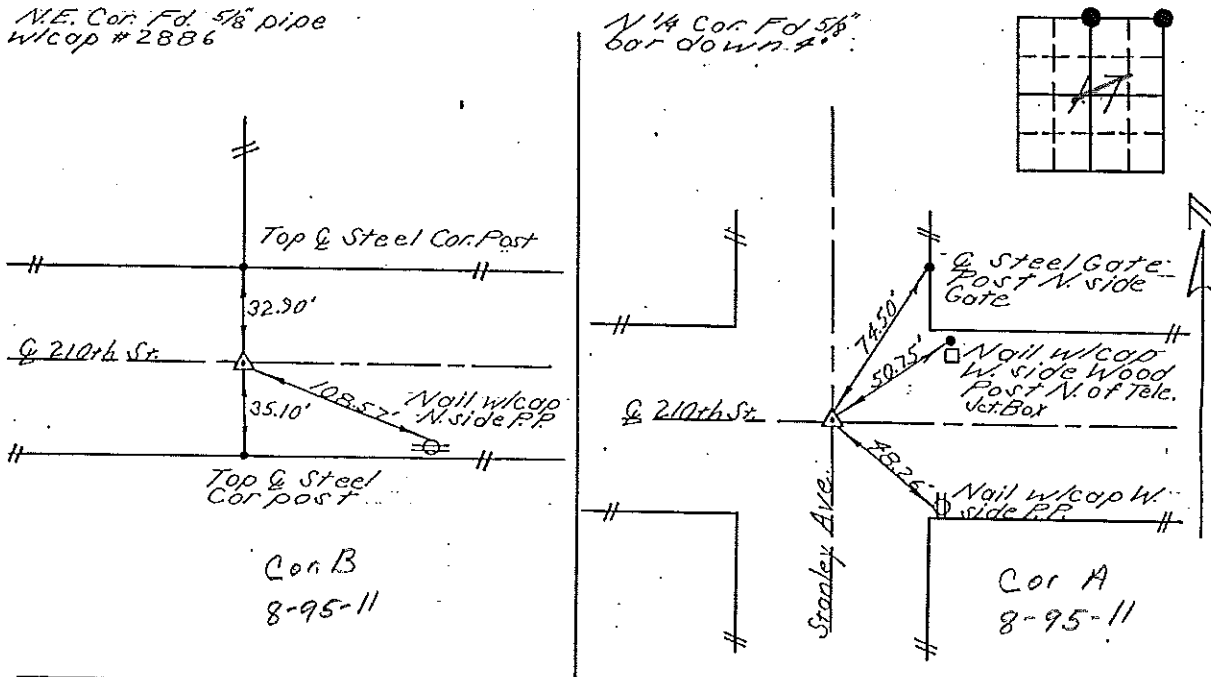 N.E. Cor. Fd. 5/8" pipe
w/cap #2886
Top ℄ Steel Cor. Post
32.90'
℄ 210th St.
35.10'
108.57'
Nail w/cap
N. side P.P.
Top ℄ Steel
Cor post
Cor. B
8-95-11
N 1/4 Cor. Fd 5/8"
bar down 4"
17
℄ Steel Gate
Post N. side
Gate
74.50'
50.75'
Nail w/cap
W. side Wood
Post N. of Tele.
Jct. Box
℄ 210th St.
48.26'
Nail w/cap W.
side P.P.
Stanley Ave.
Cor A
8-95-11